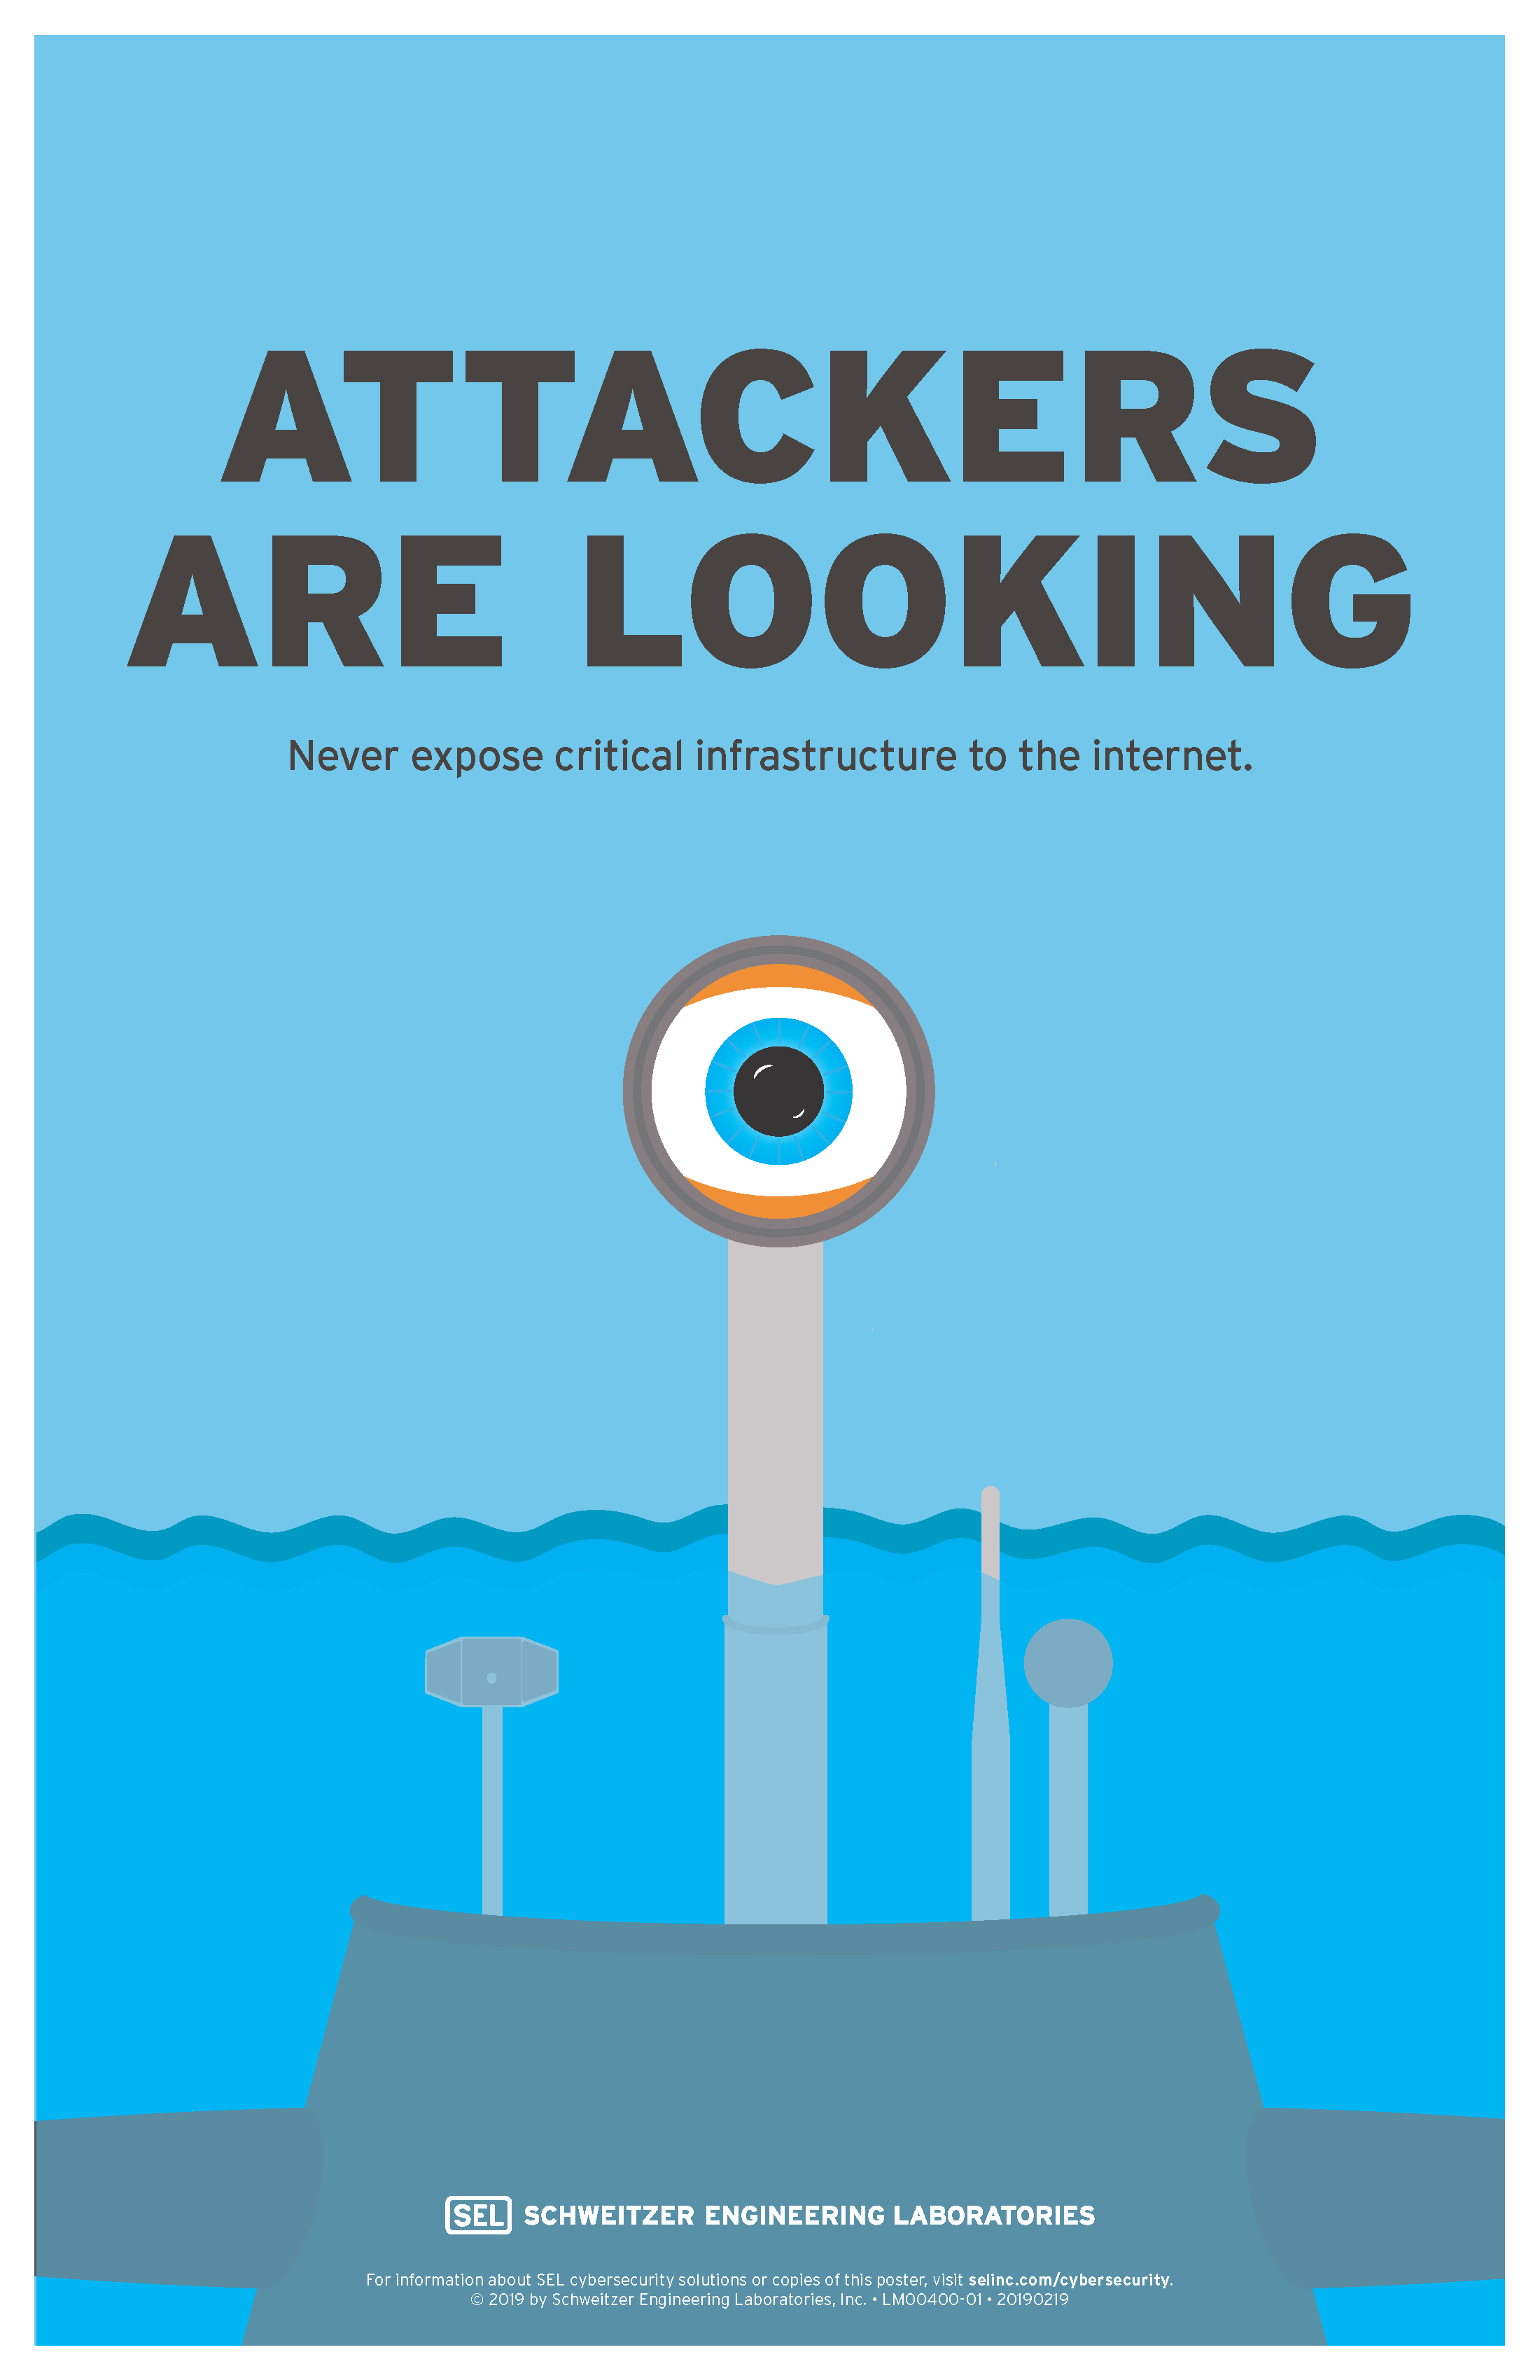 ATTACKERS
ARE LOOKING
Never expose critical infrastructure to the internet.
SEL SCHWEITZER ENGINEERING LABORATORIES
For information about SEL cybersecurity solutions or copies of this poster, visit selinc.com/cybersecurity.
© 2019 by Schweitzer Engineering Laboratories, Inc. • LM00400-01 • 20190219